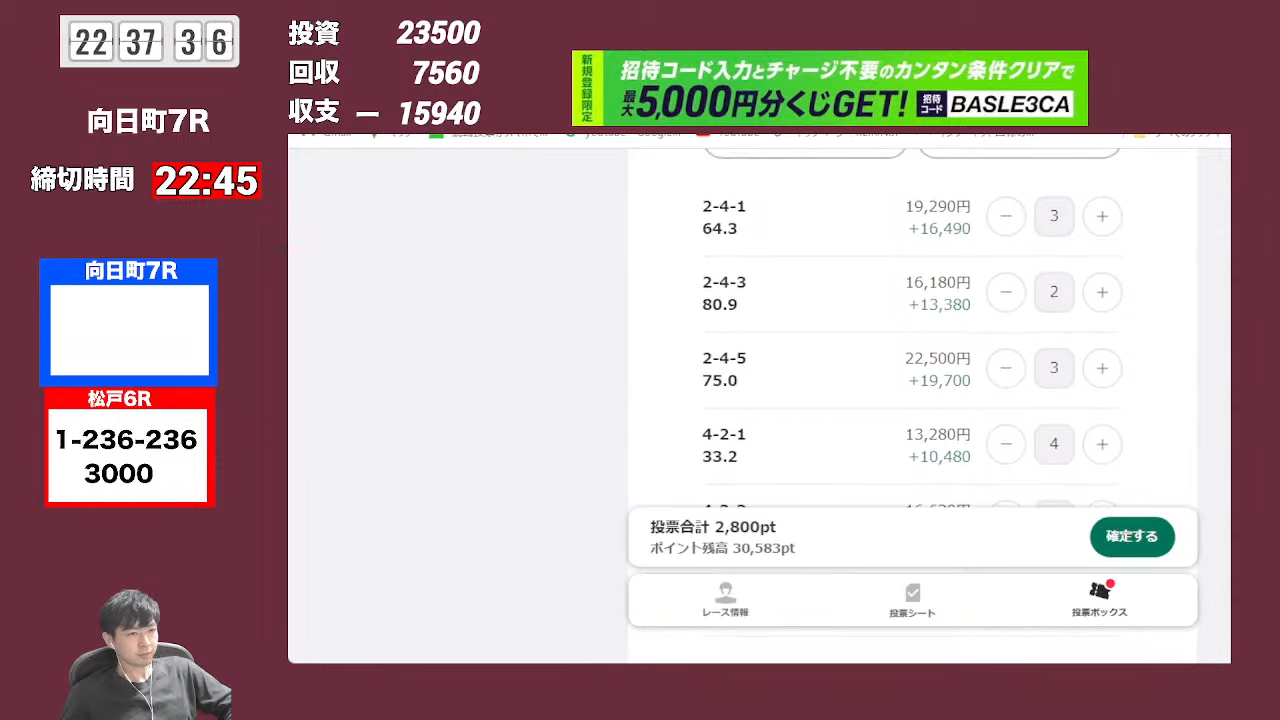 22 37 36
向日町7R
締切時間 22:45
投資 23500
回収 7560
収支 － 15940
新規登録限定
招待コード入力とチャージ不要のカンタン条件クリアで
最大5,000円分くじGET! 招待コード BASLE3CA
向日町7R
松戸6R
1-236-236
3000
2-4-1 19,290円
64.3 +16,490 － 3 ＋
2-4-3 16,180円
80.9 +13,380 － 2 ＋
2-4-5 22,500円
75.0 +19,700 － 3 ＋
4-2-1 13,280円
33.2 +10,480 － 4 ＋
投票合計 2,800pt
ポイント残高 30,583pt
確定する
レース情報 投票シート 投票ボックス